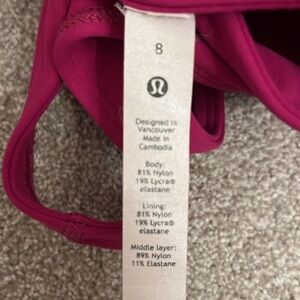 8
Designed in
Vancouver
Made in
Cambodia
Body:
81% Nylon
19% Lycra®
elastane
Lining:
81% Nylon
19% Lycra®
elastane
Middle layer:
89% Nylon
11% Elastane